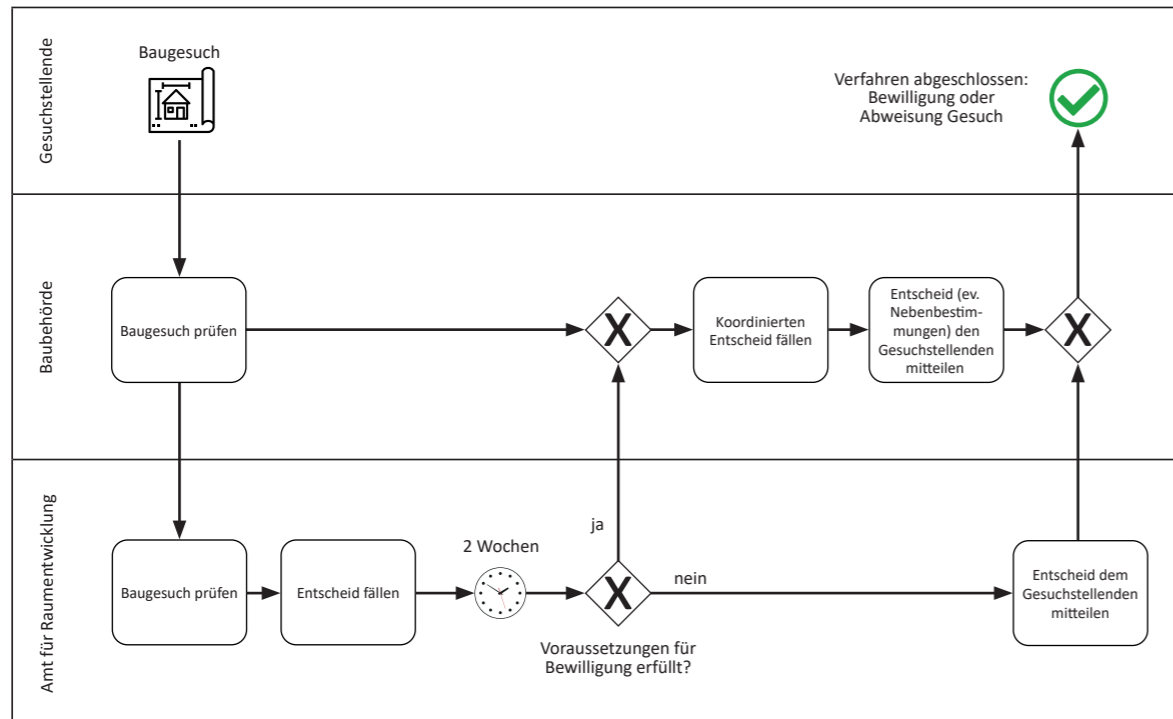 Gesuchstellende
Baugesuch
Verfahren abgeschlossen:
Bewilligung oder
Abweisung Gesuch
Baubehörde
Baugesuch prüfen
X
Koordinierten
Entscheid fällen
Entscheid (ev.
Nebenbestim-
mungen) den
Gesuchstellenden
mitteilen
X
Amt für Raumentwicklung
Baugesuch prüfen
Entscheid fällen
2 Wochen
ja
X
nein
Voraussetzungen für
Bewilligung erfüllt?
Entscheid dem
Gesuchstellenden
mitteilen